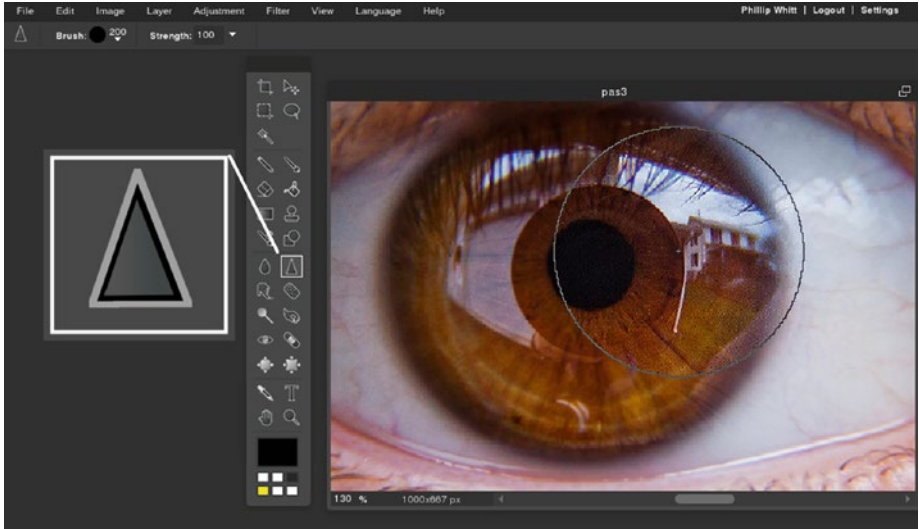 File Edit Image Layer Adjustment Filter View Language Help Phillip Whitt | Logout | Settings
Brush: 200 Strength: 100
pas3
T
130 % 1000x667 px